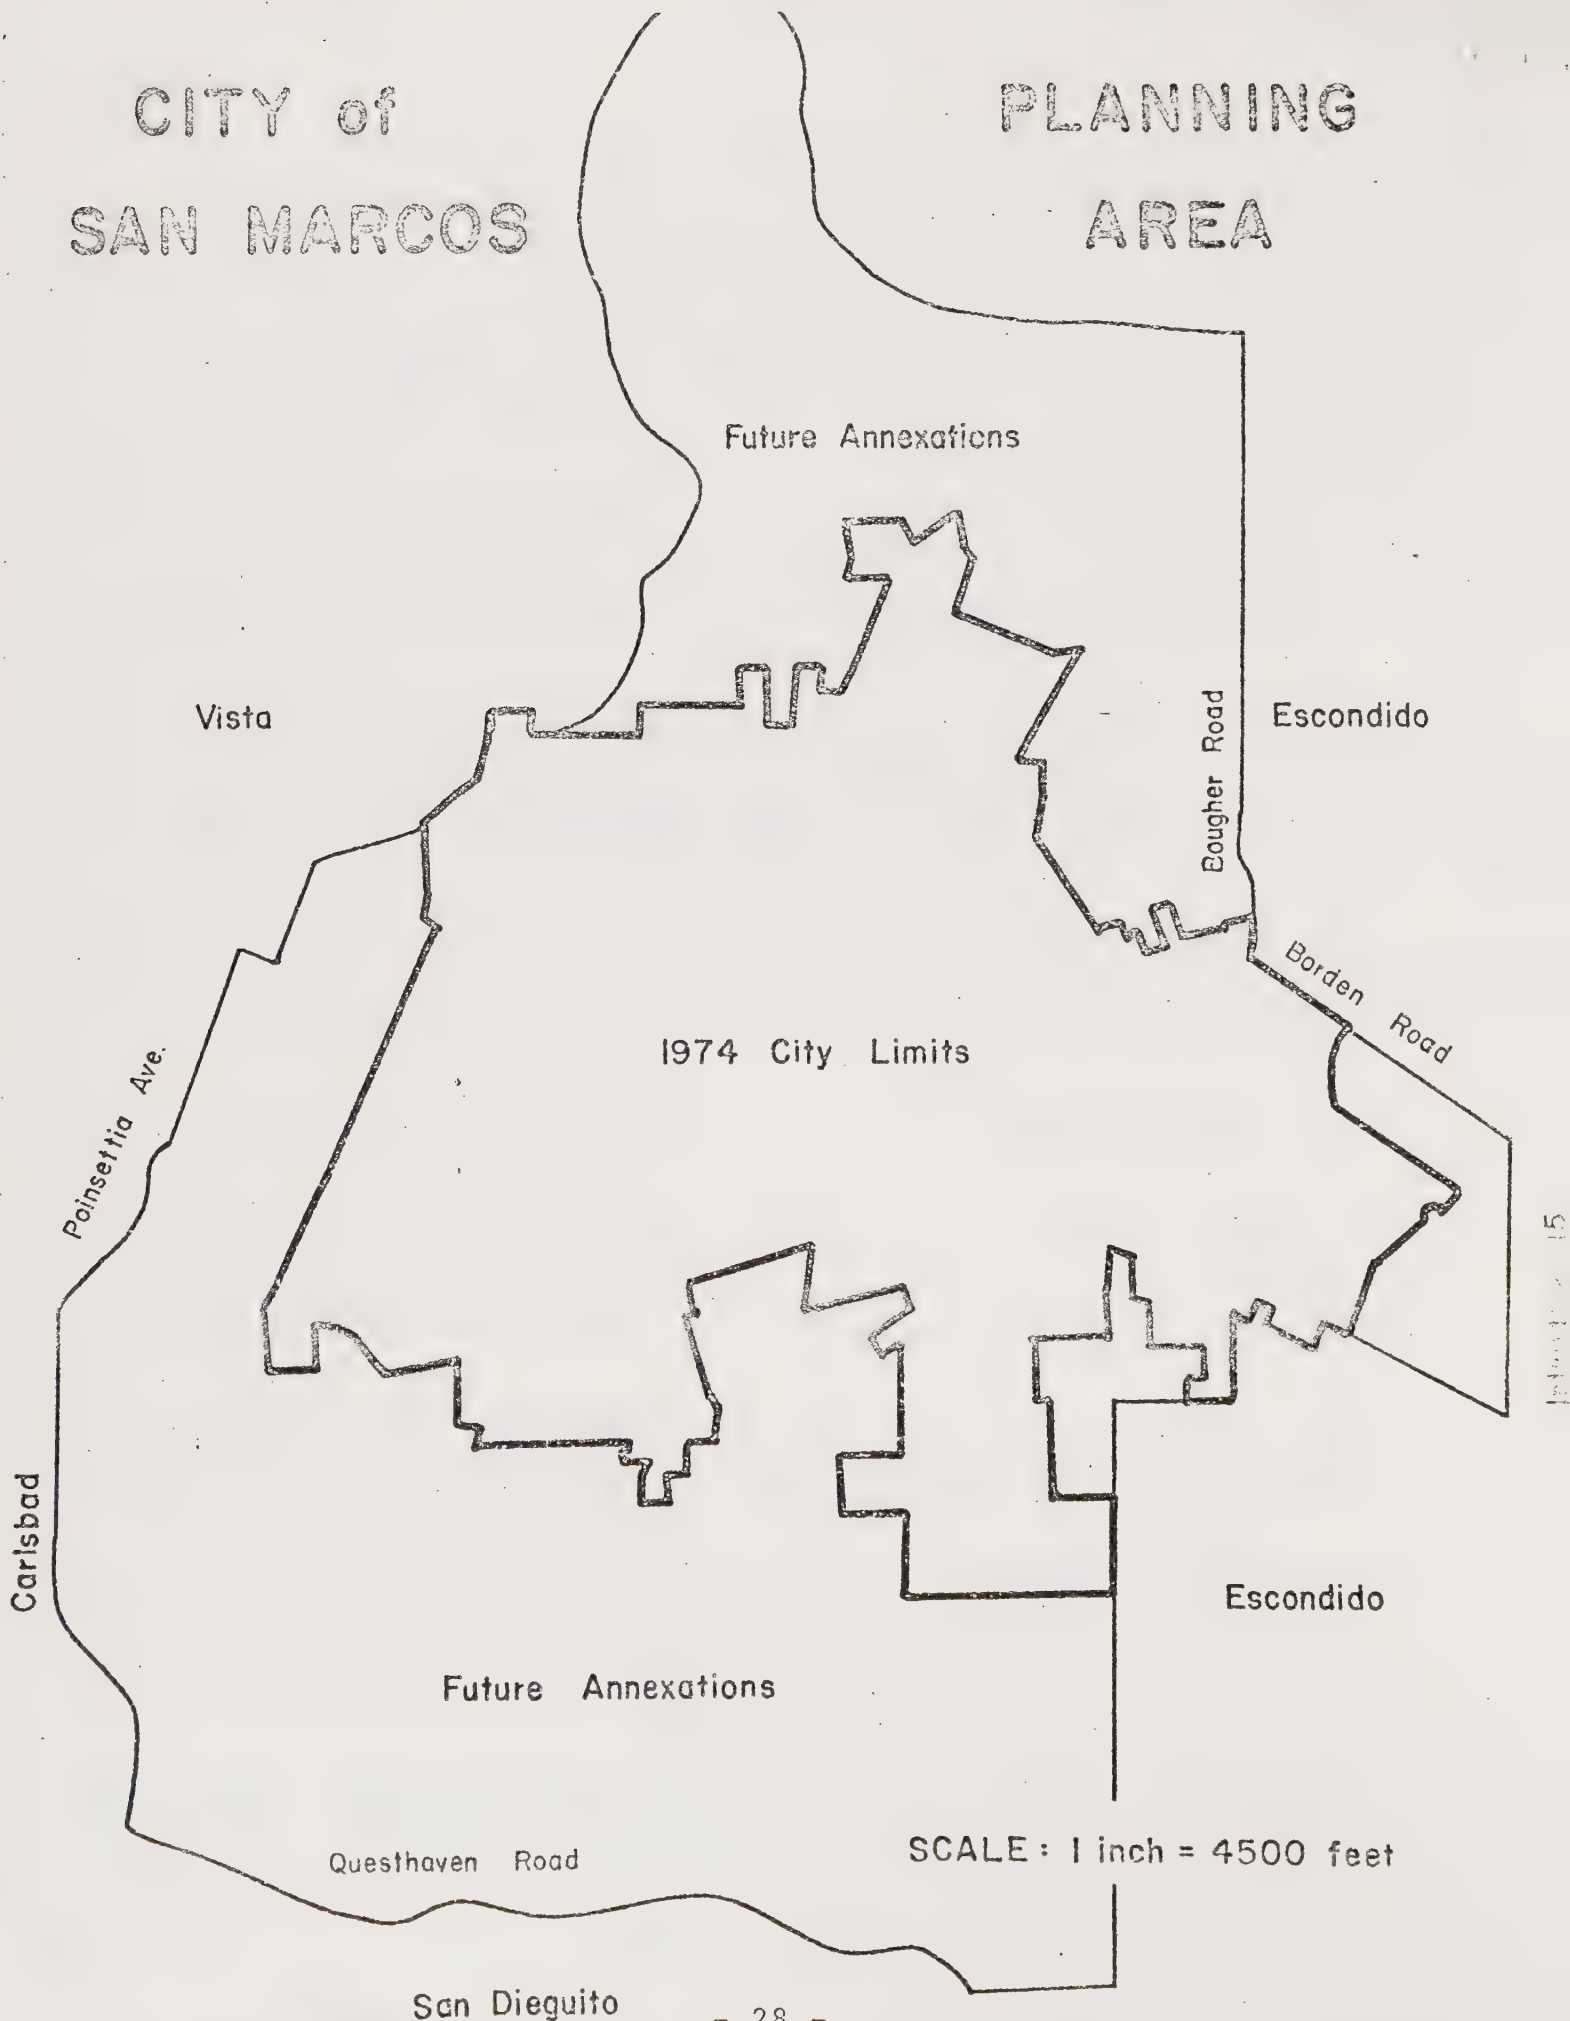 CITY of
SAN MARCOS
PLANNING
AREA
Future Annexations
Vista
Bougher Road
Escondido
Borden Road
1974 City Limits
Poinsettia Ave.
15
Carlsbad
Escondido
Future Annexations
SCALE: 1 inch = 4500 feet
Questhaven Road
San Dieguito
- 28 -